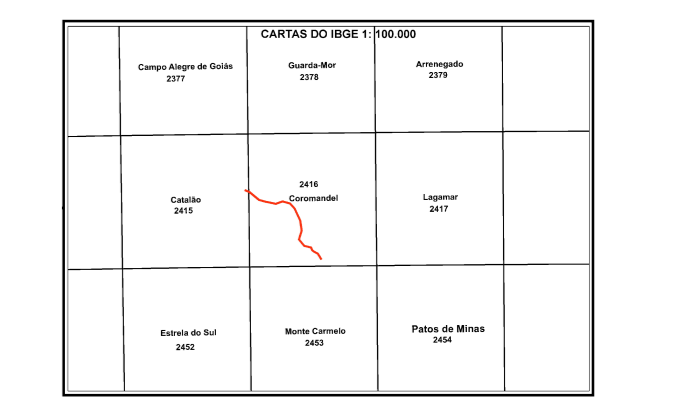 CARTAS DO IBGE 1: 100.000
Campo Alegre de Goiás
2377
Guarda-Mor
2378
Arrenegado
2379
Catalão
2415
2416
Coromandel
Lagamar
2417
Estrela do Sul
2452
Monte Carmelo
2453
Patos de Minas
2454